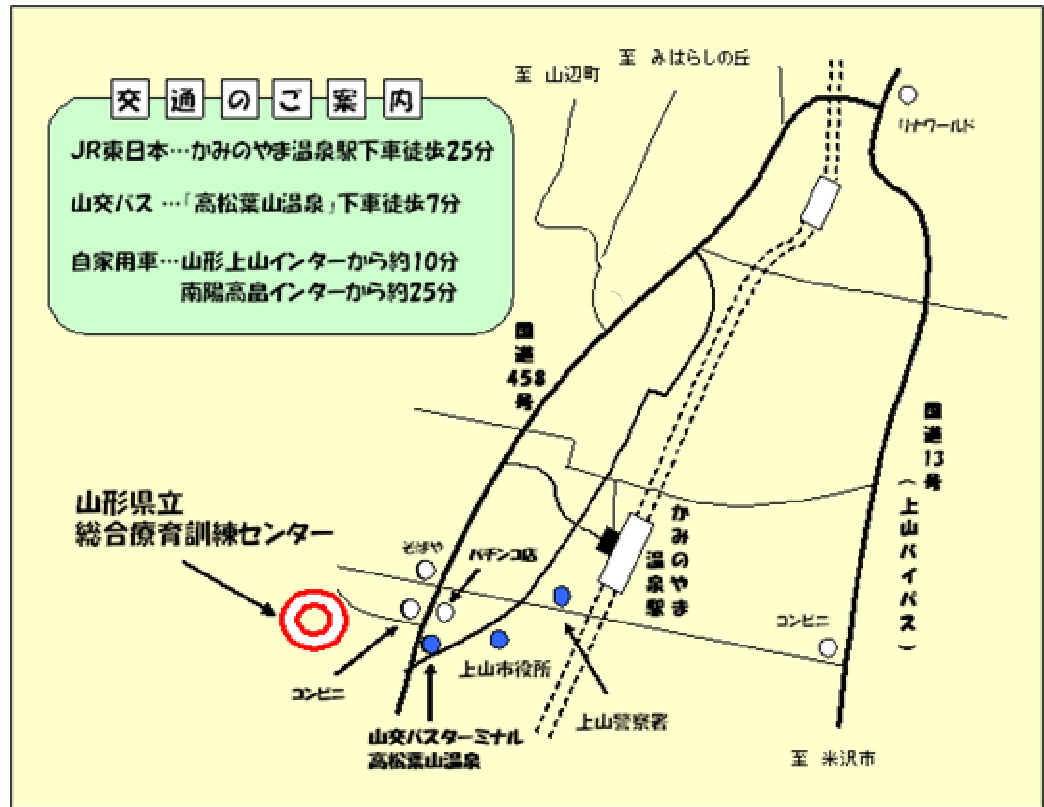 交通のご案内
JR東日本…かみのやま温泉駅下車徒歩25分
山交バス…「高松葉山温泉」下車徒歩7分
自家用車…山形上山インターから約10分
南陽高畠インターから約25分
至 山辺町
至 みはらしの丘
リナワールド
国道458号
国道13号
(上山バイパス)
山形県立
総合療育訓練センター
そばや
パチンコ店
かみのやま
温泉駅
コンビニ
コンビニ
上山市役所
上山警察署
山交バスターミナル
高松葉山温泉
至 米沢市